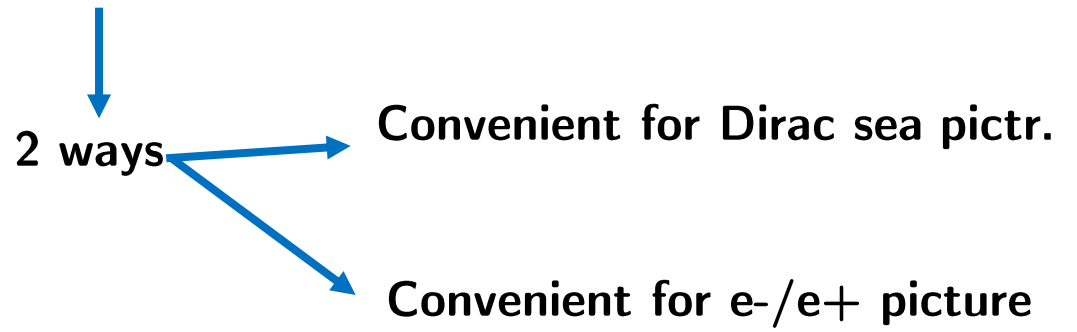 Convenient for Dirac sea pictr.
2 ways
Convenient for e-/e+ picture